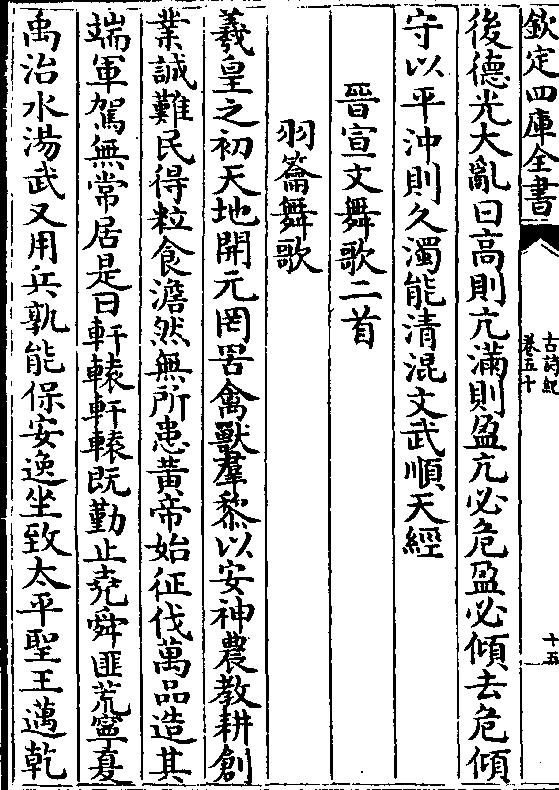 欽定四庫全書
古詩紀
卷五十
十五
後德光大亂曰高則亢滿則盈亢必危盈必傾去危傾
守以平沖則久濁能清混文武順天經
晉宣文舞歌二首
羽籥舞歌
羲皇之初天地開元罔罟禽獸羣黎以安神農教耕創
業誠難民得粒食澹然無所患黃帝始征伐萬品造其
端軍駕無常居是曰軒轅軒轅既勤止堯舜匪荒寧夏
禹治水湯武又用兵孰能保安逸坐致太平聖王邁乾